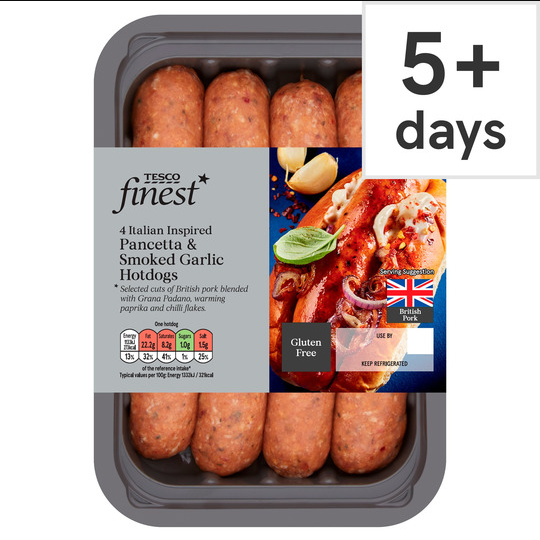 5+
days
TESCO
finest*
4 Italian Inspired
Pancetta &
Smoked Garlic
Hotdogs
* Selected cuts of British pork blended
with Grana Padano, warming
paprika and chilli flakes.
Serving Suggestion
British
Pork
Gluten
Free
USE BY
KEEP REFRIGERATED
One hotdog
Energy Fat Saturates Sugars Salt
22.2g 8.2g 1.0g 1.5g
13% 32% 41% 1% 25%
of the reference intake*
Typical values per 100g: Energy 1332kJ / 321kcal